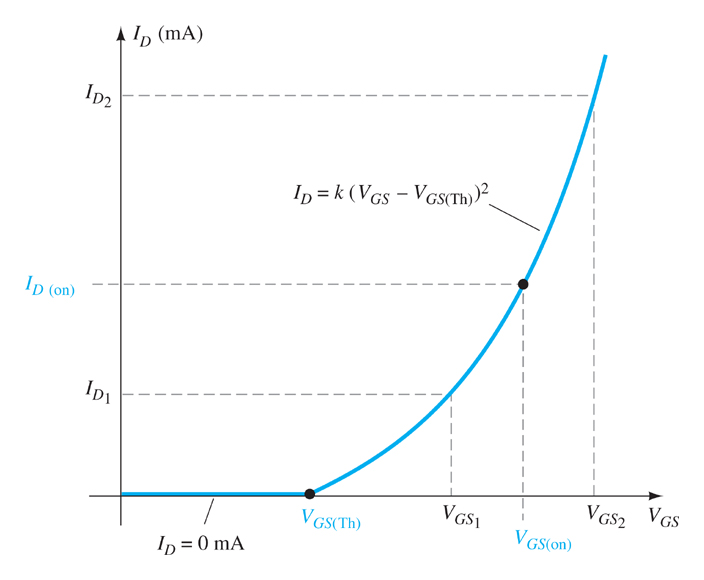 I_D (mA)
I_D2
I_D = k (V_GS – V_GS(Th))²
I_D (on)
I_D1
V_GS(Th)
V_GS1
V_GS(on)
V_GS2
V_GS
I_D = 0 mA